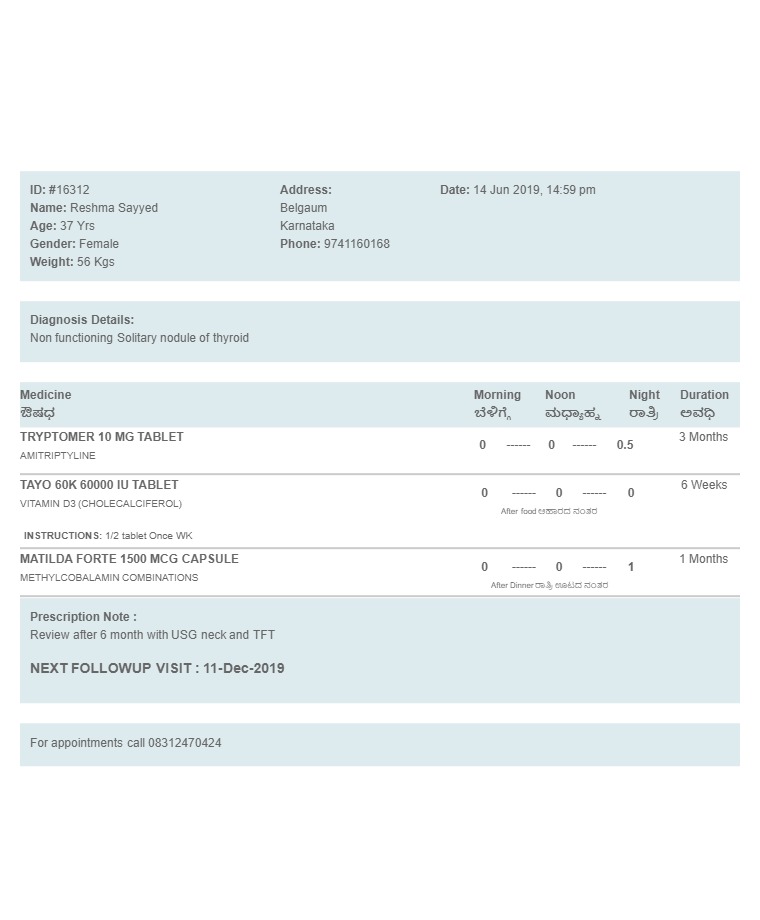 ID: #16312
Name: Reshma Sayyed
Age: 37 Yrs
Gender: Female
Weight: 56 Kgs
Address:
Belgaum
Karnataka
Phone: 9741160168
Date: 14 Jun 2019, 14:59 pm
Diagnosis Details:
Non functioning Solitary nodule of thyroid
Medicine Morning Noon Night Duration
ಔಷಧ ಬೆಳಿಗ್ಗೆ ಮಧ್ಯಾಹ್ನ ರಾತ್ರಿ ಅವಧಿ
TRYPTOMER 10 MG TABLET 0 ------ 0 ------ 0.5 3 Months
AMITRIPTYLINE
TAYO 60K 60000 IU TABLET 0 ------ 0 ------ 0 6 Weeks
VITAMIN D3 (CHOLECALCIFEROL) After food ಆಹಾರದ ನಂತರ
INSTRUCTIONS: 1/2 tablet Once WK
MATILDA FORTE 1500 MCG CAPSULE 0 ------ 0 ------ 1 1 Months
METHYLCOBALAMIN COMBINATIONS After Dinner ರಾತ್ರಿ ಊಟದ ನಂತರ
Prescription Note :
Review after 6 month with USG neck and TFT
NEXT FOLLOWUP VISIT : 11-Dec-2019
For appointments call 08312470424